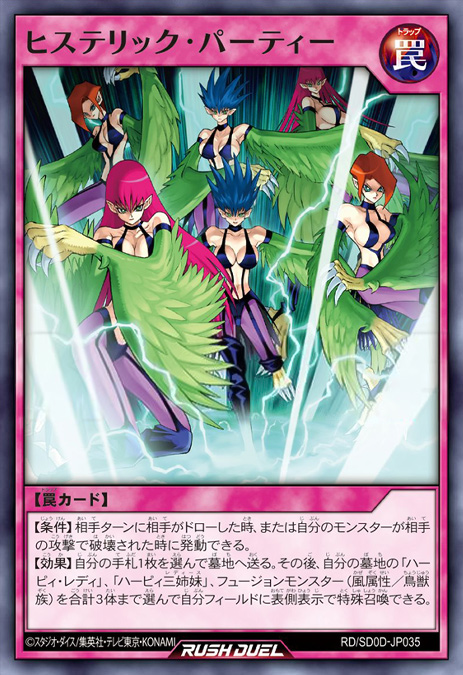 ヒステリック・パーティー
トラップ
罠
【罠カード】
【条件】相手ターンに相手がドローした時、または自分のモンスターが相手
の攻撃で破壊された時に発動できる。
【効果】自分の手札1枚を選んで墓地へ送る。その後、自分の墓地の「ハー
ピィ・レディ」、「ハーピィ三姉妹」、フュージョンモンスター（風属性／鳥獣
族）を合計3体まで選んで自分フィールドに表側表示で特殊召喚できる。
©スタジオ・ダイス/集英社・テレビ東京・KONAMI
RUSH DUEL
RD/SD0D-JP035